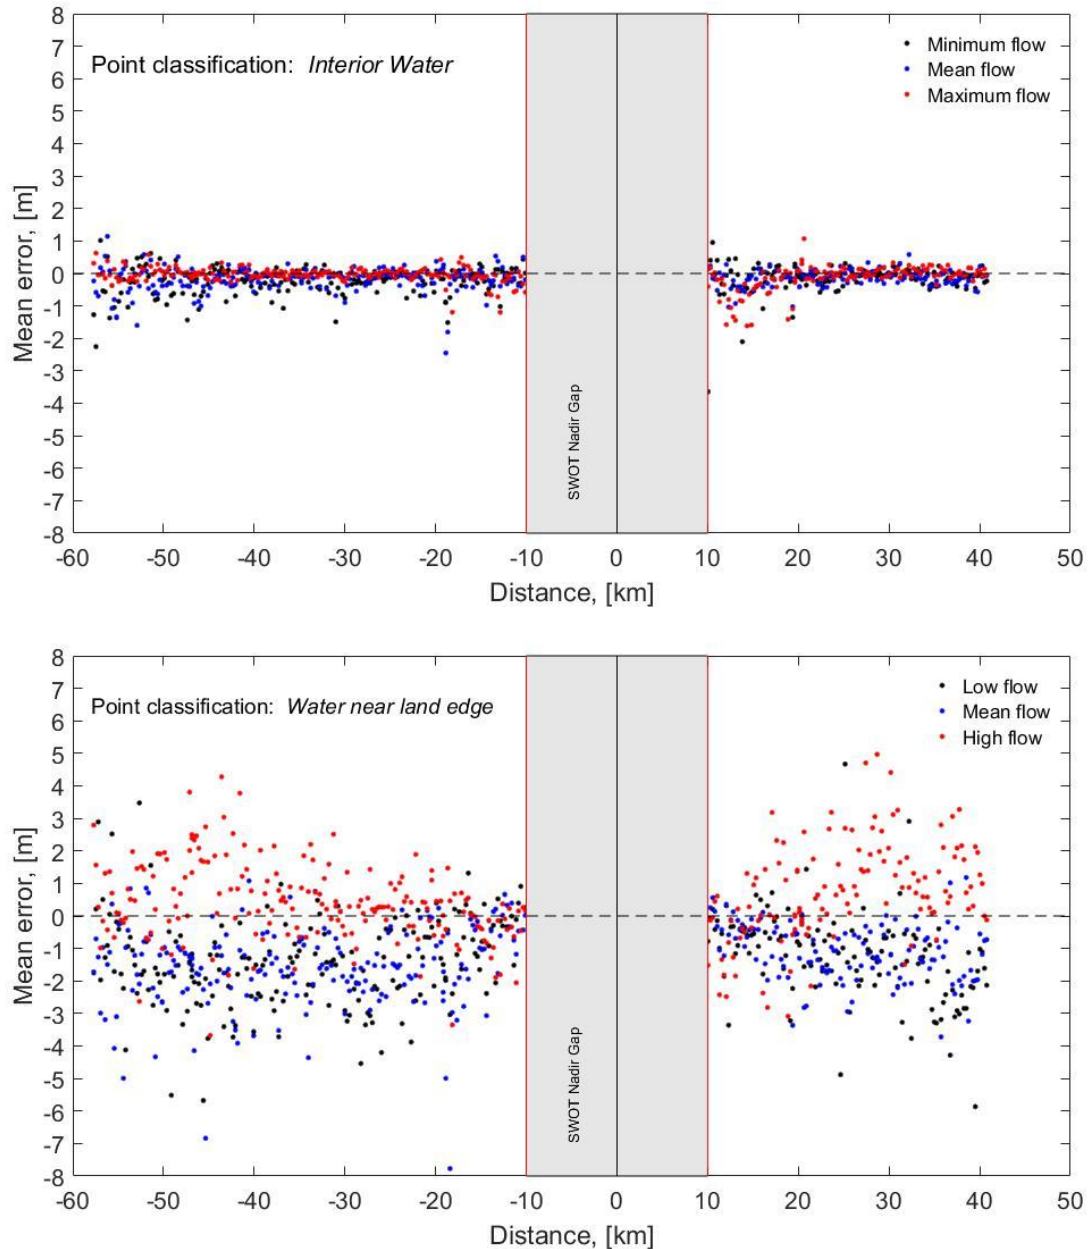 8
7
6
5
4
3
2
1
0
-1
-2
-3
-4
-5
-6
-7
-8
Mean error, [m]
Point classification: Interior Water
Minimum flow
Mean flow
Maximum flow
SWOT Nadir Gap
-60 -50 -40 -30 -20 -10 0 10 20 30 40 50
Distance, [km]
8
7
6
5
4
3
2
1
0
-1
-2
-3
-4
-5
-6
-7
-8
Mean error, [m]
Point classification: Water near land edge
Low flow
Mean flow
High flow
SWOT Nadir Gap
-60 -50 -40 -30 -20 -10 0 10 20 30 40 50
Distance, [km]